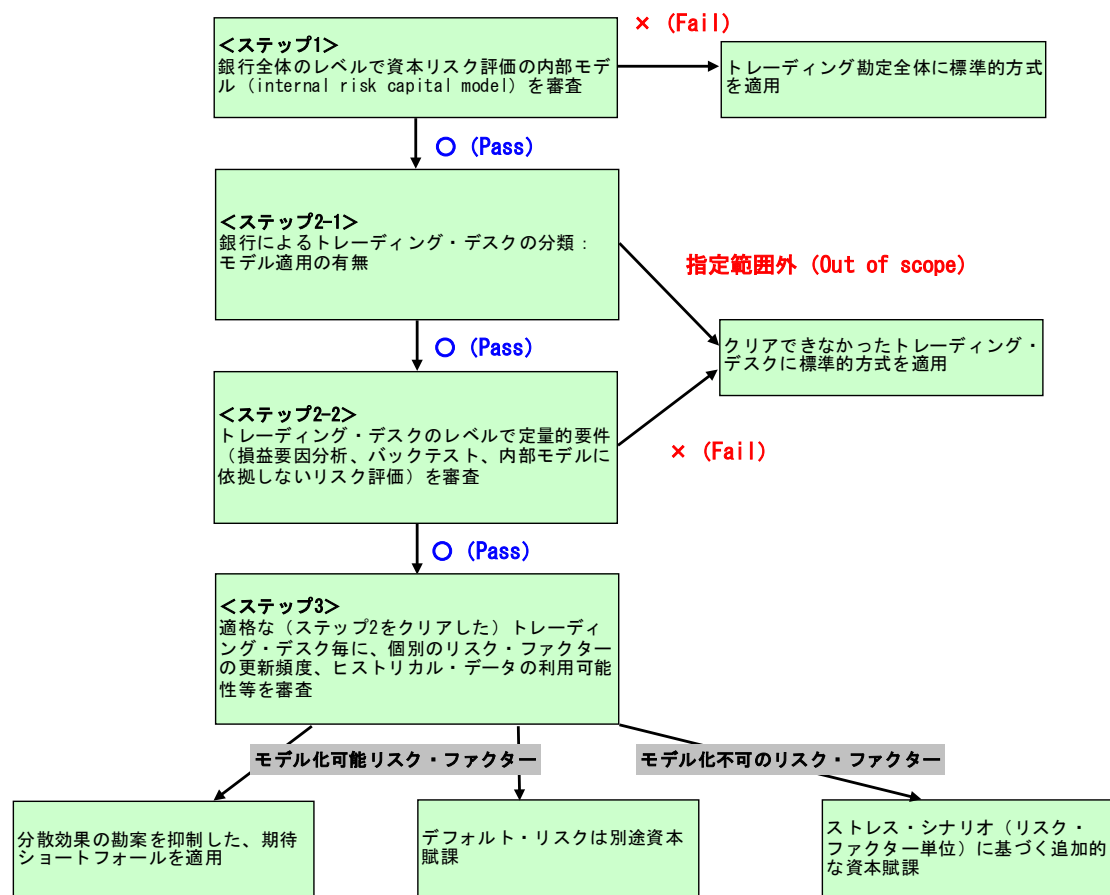 × (Fail)
＜ステップ1＞
銀行全体のレベルで資本リスク評価の内部モデ
ル（internal risk capital model）を審査
トレーディング勘定全体に標準的方式
を適用
○ (Pass)
＜ステップ2-1＞
銀行によるトレーディング・デスクの分類：
モデル適用の有無
指定範囲外 (Out of scope)
○ (Pass)
クリアできなかったトレーディング・
デスクに標準的方式を適用
＜ステップ2-2＞
トレーディング・デスクのレベルで定量的要件
（損益要因分析、バックテスト、内部モデルに
依拠しないリスク評価）を審査
× (Fail)
○ (Pass)
＜ステップ3＞
適格な（ステップ2をクリアした）トレーディ
ング・デスク毎に、個別のリスク・ファクター
の更新頻度、ヒストリカル・データの利用可能
性等を審査
モデル化可能リスク・ファクター
モデル化不可のリスク・ファクター
分散効果の勘案を抑制した、期待
ショートフォールを適用
デフォルト・リスクは別途資本
賦課
ストレス・シナリオ（リスク・
ファクター単位）に基づく追加的
な資本賦課